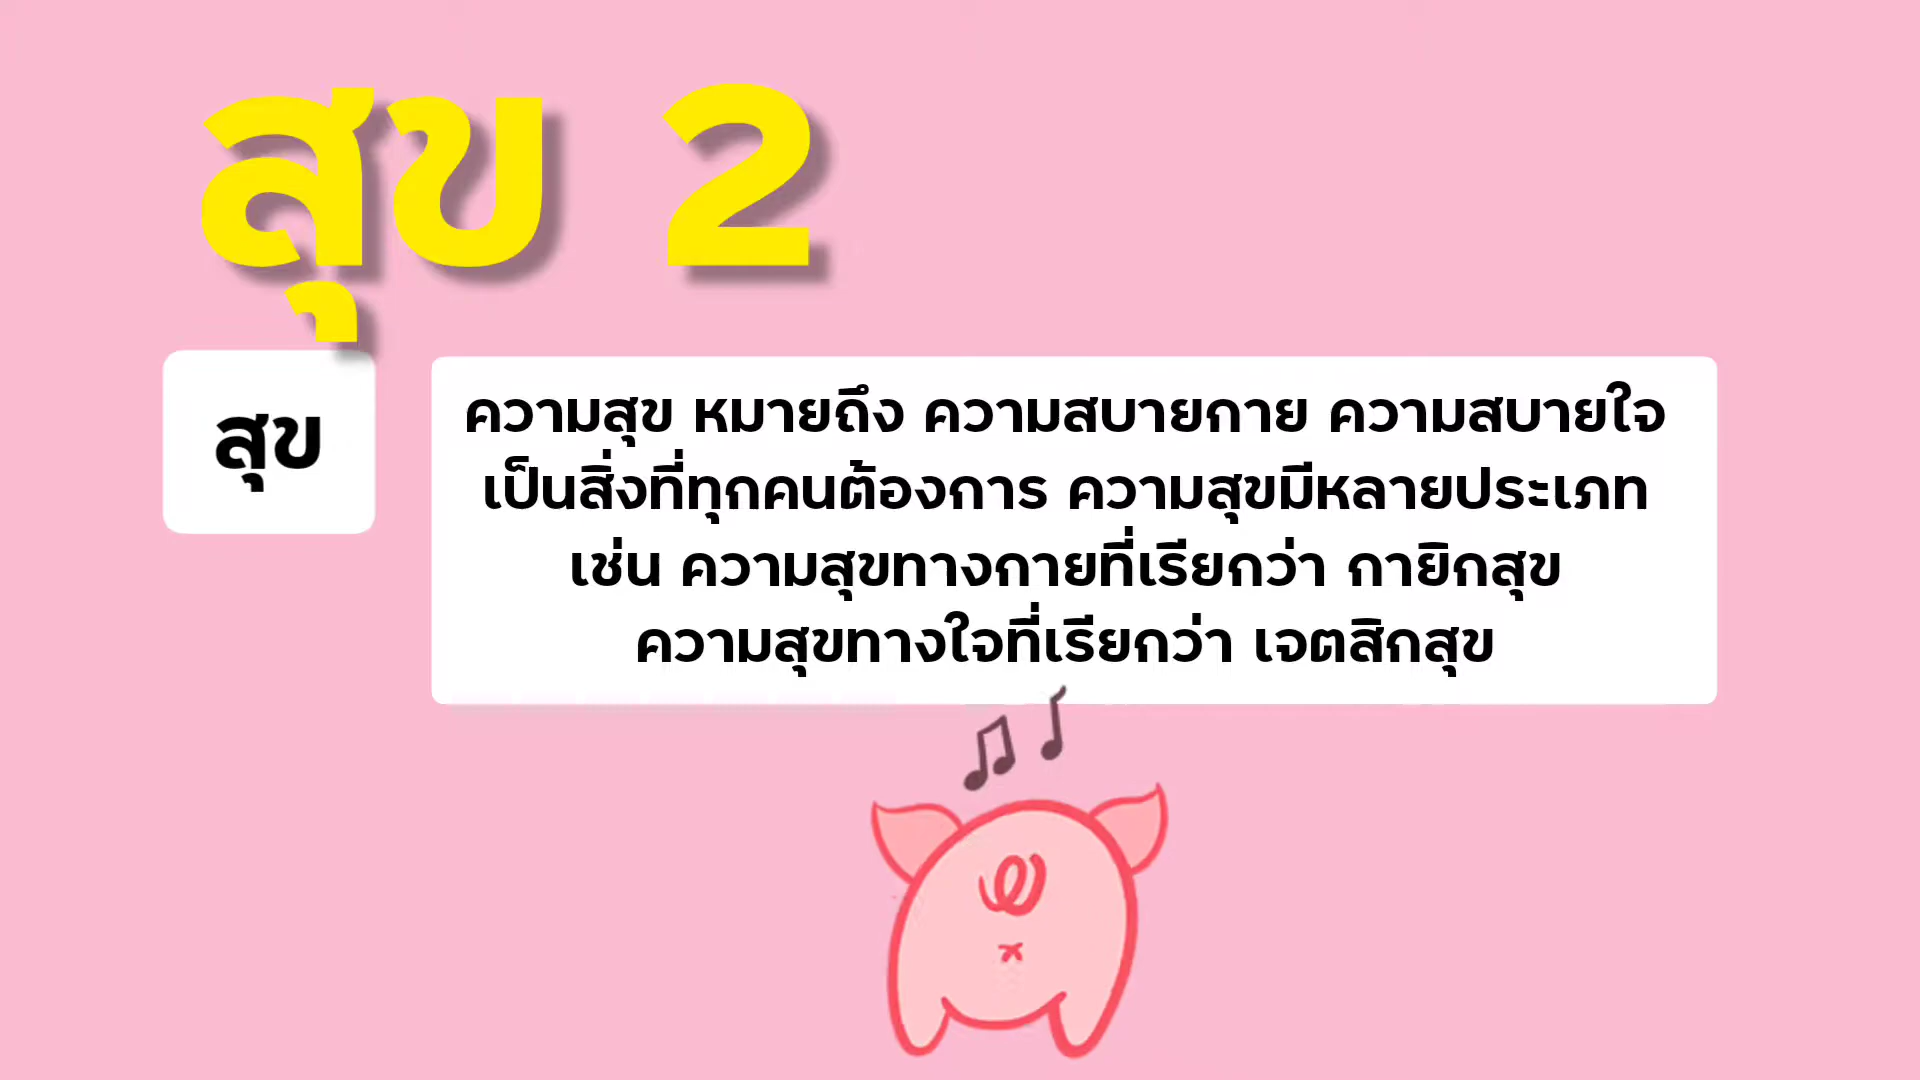 สุข 2
สุข
ความสุข หมายถึง ความสบายกาย ความสบายใจ
เป็นสิ่งที่ทุกคนต้องการ ความสุขมีหลายประเภท
เช่น ความสุขทางกายที่เรียกว่า กายิกสุข
ความสุขทางใจที่เรียกว่า เจตสิกสุข